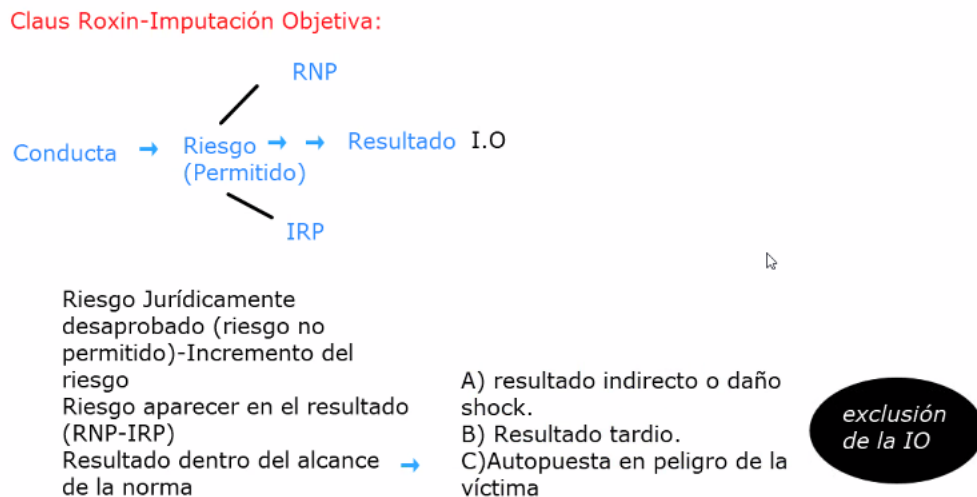 Claus Roxin-Imputación Objetiva:
RNP
Conducta → Riesgo → → Resultado I.O
(Permitido)
IRP
Riesgo Jurídicamente
desaprobado (riesgo no
permitido)-Incremento del
riesgo
Riesgo aparecer en el resultado
(RNP-IRP)
Resultado dentro del alcance →
de la norma
A) resultado indirecto o daño
shock.
B) Resultado tardio.
C)Autopuesta en peligro de la
víctima
exclusión
de la IO